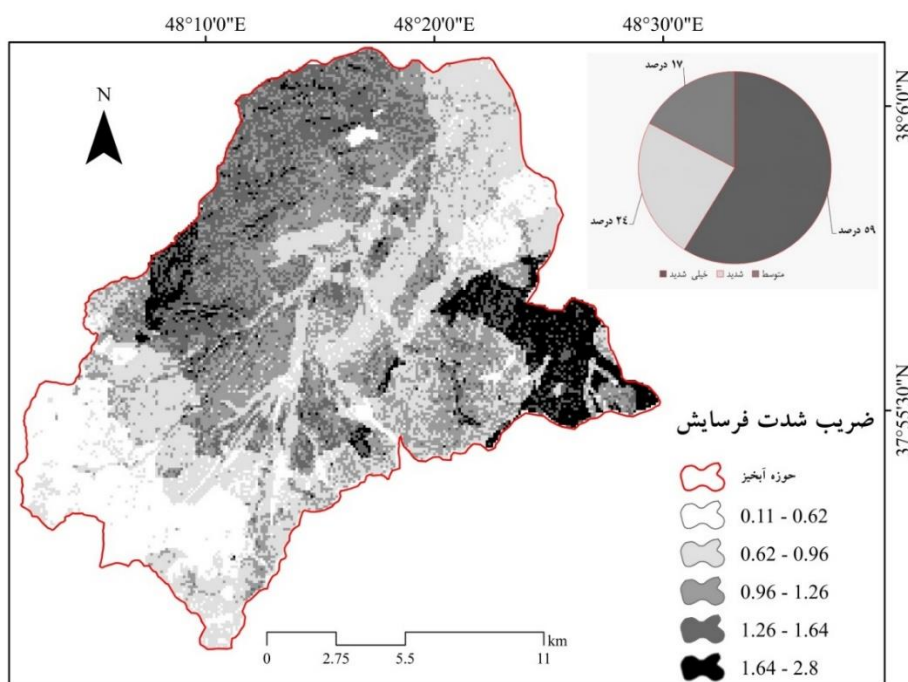 48°10'0"E 48°20'0"E 48°30'0"E
N
38°6'0"N
37°55'30"N
۱۷ درصد
۲٤ درصد
۵۹ درصد
خیلی شدید شدید متوسط
ضریب شدت فرسایش
حوزه آبخیز
0.11 - 0.62
0.62 - 0.96
0.96 - 1.26
1.26 - 1.64
1.64 - 2.8
km
0 2.75 5.5 11